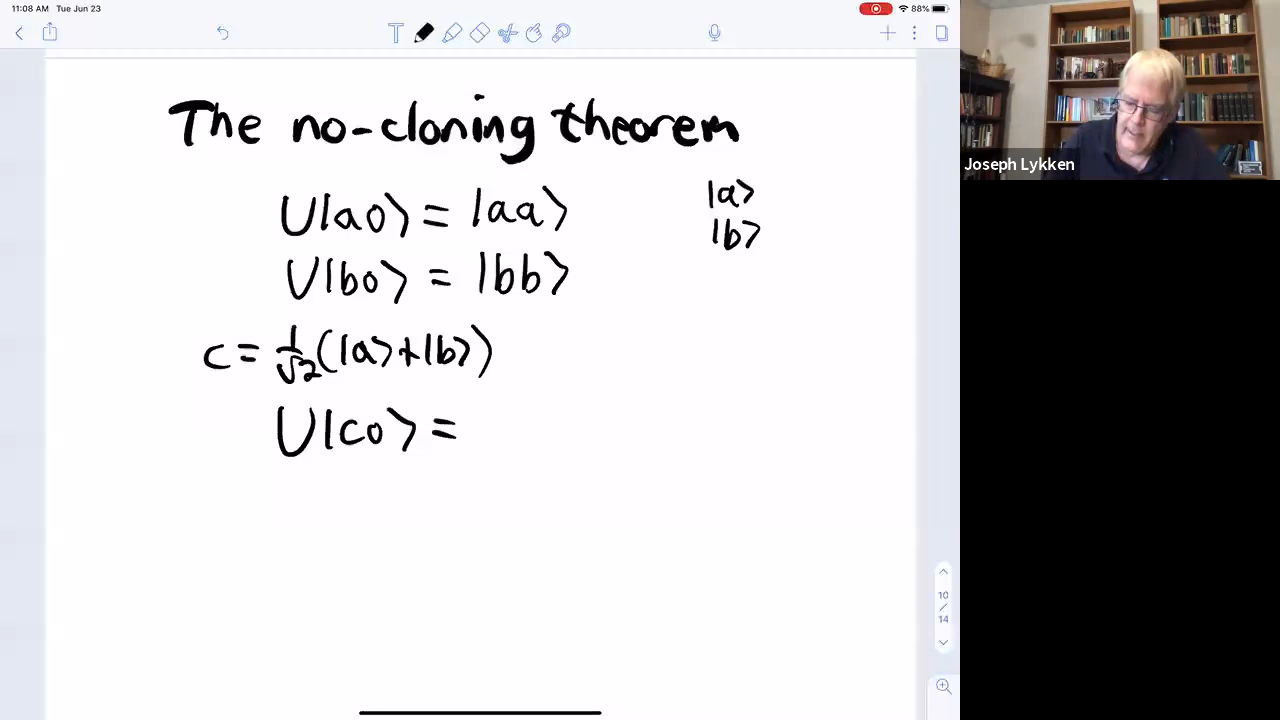 11:08 AM Tue Jun 23
88%
The no-cloning theorem
U|a0⟩ = |aa⟩
|a⟩
|b⟩
U|b0⟩ = |bb⟩
c = 1/√2 (|a⟩+|b⟩)
U|c0⟩ =
Joseph Lykken
10
/
14